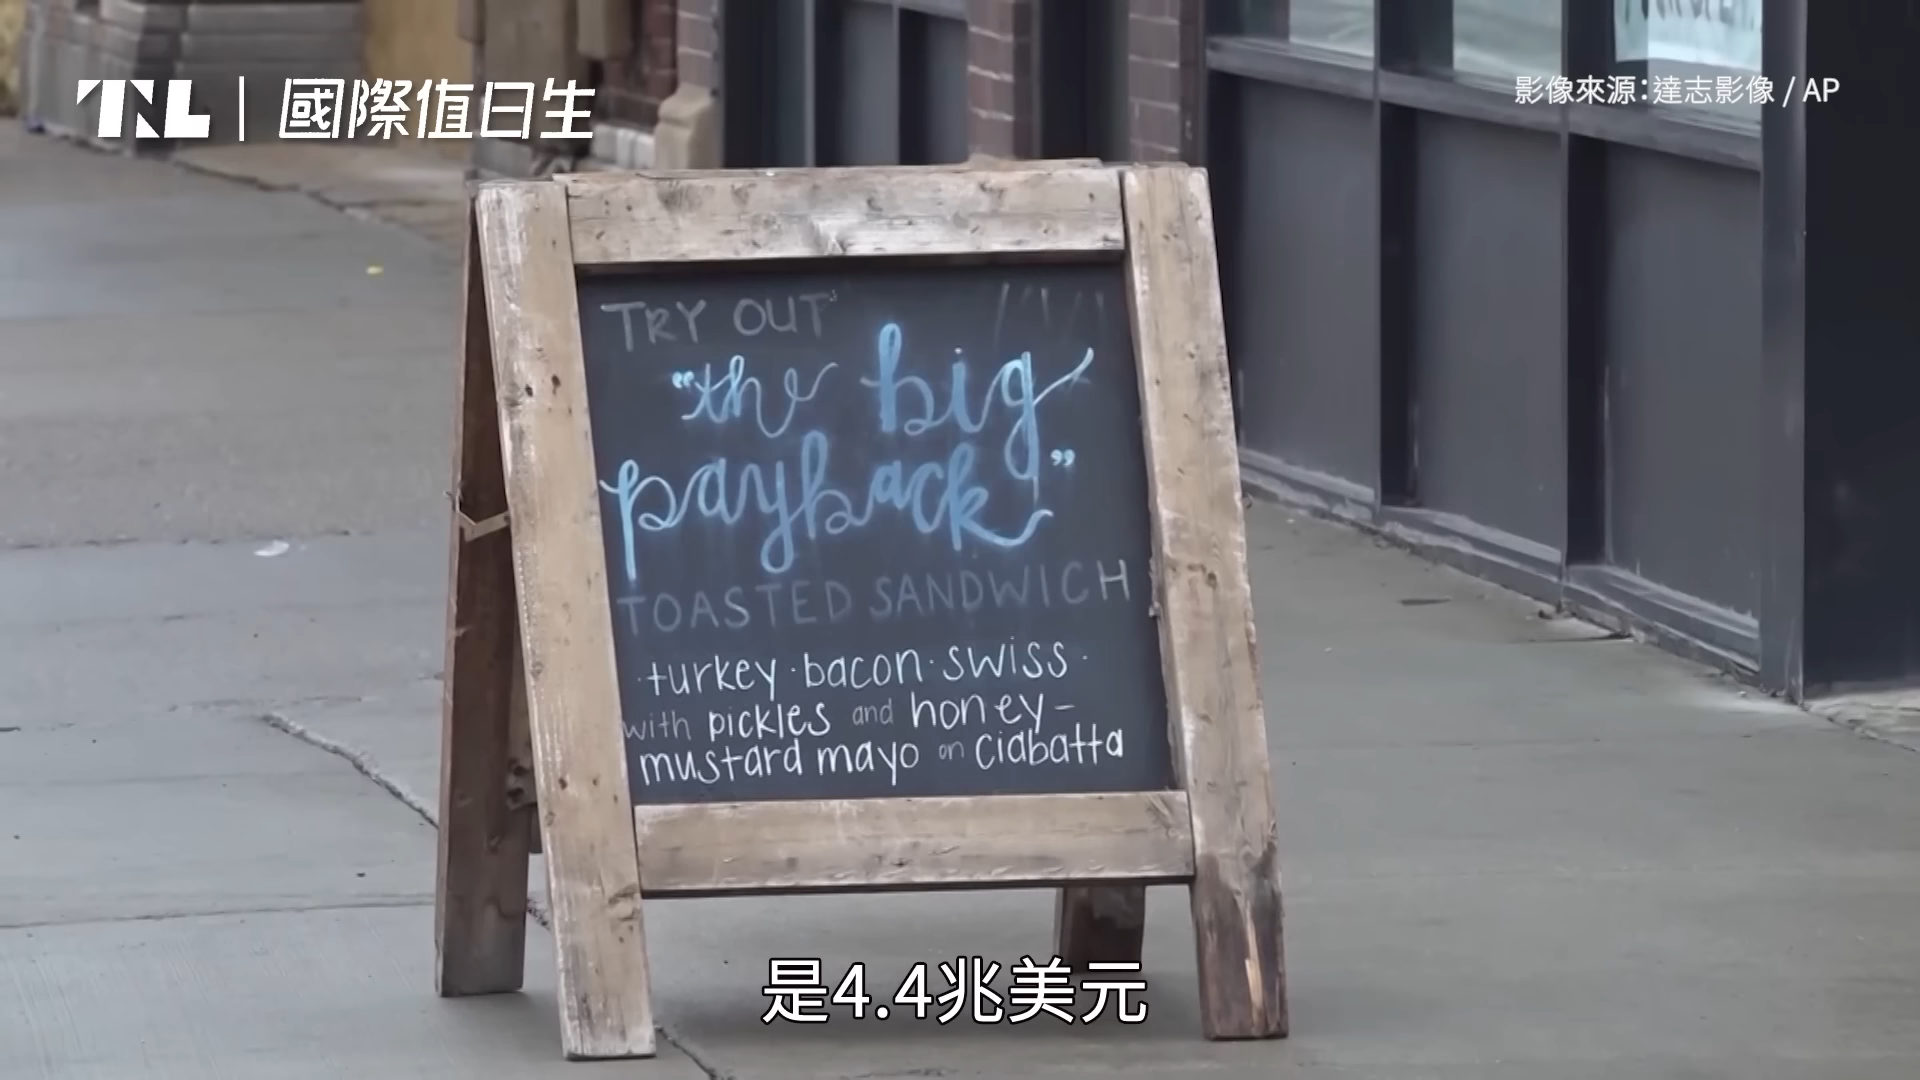 TNL | 國際值日生
影像來源：達志影像 / AP
TRY OUT
"the big
payback"
TOASTED SANDWICH
·turkey·bacon·swiss·
with pickles and honey-
mustard mayo on ciabatta
是4.4兆美元